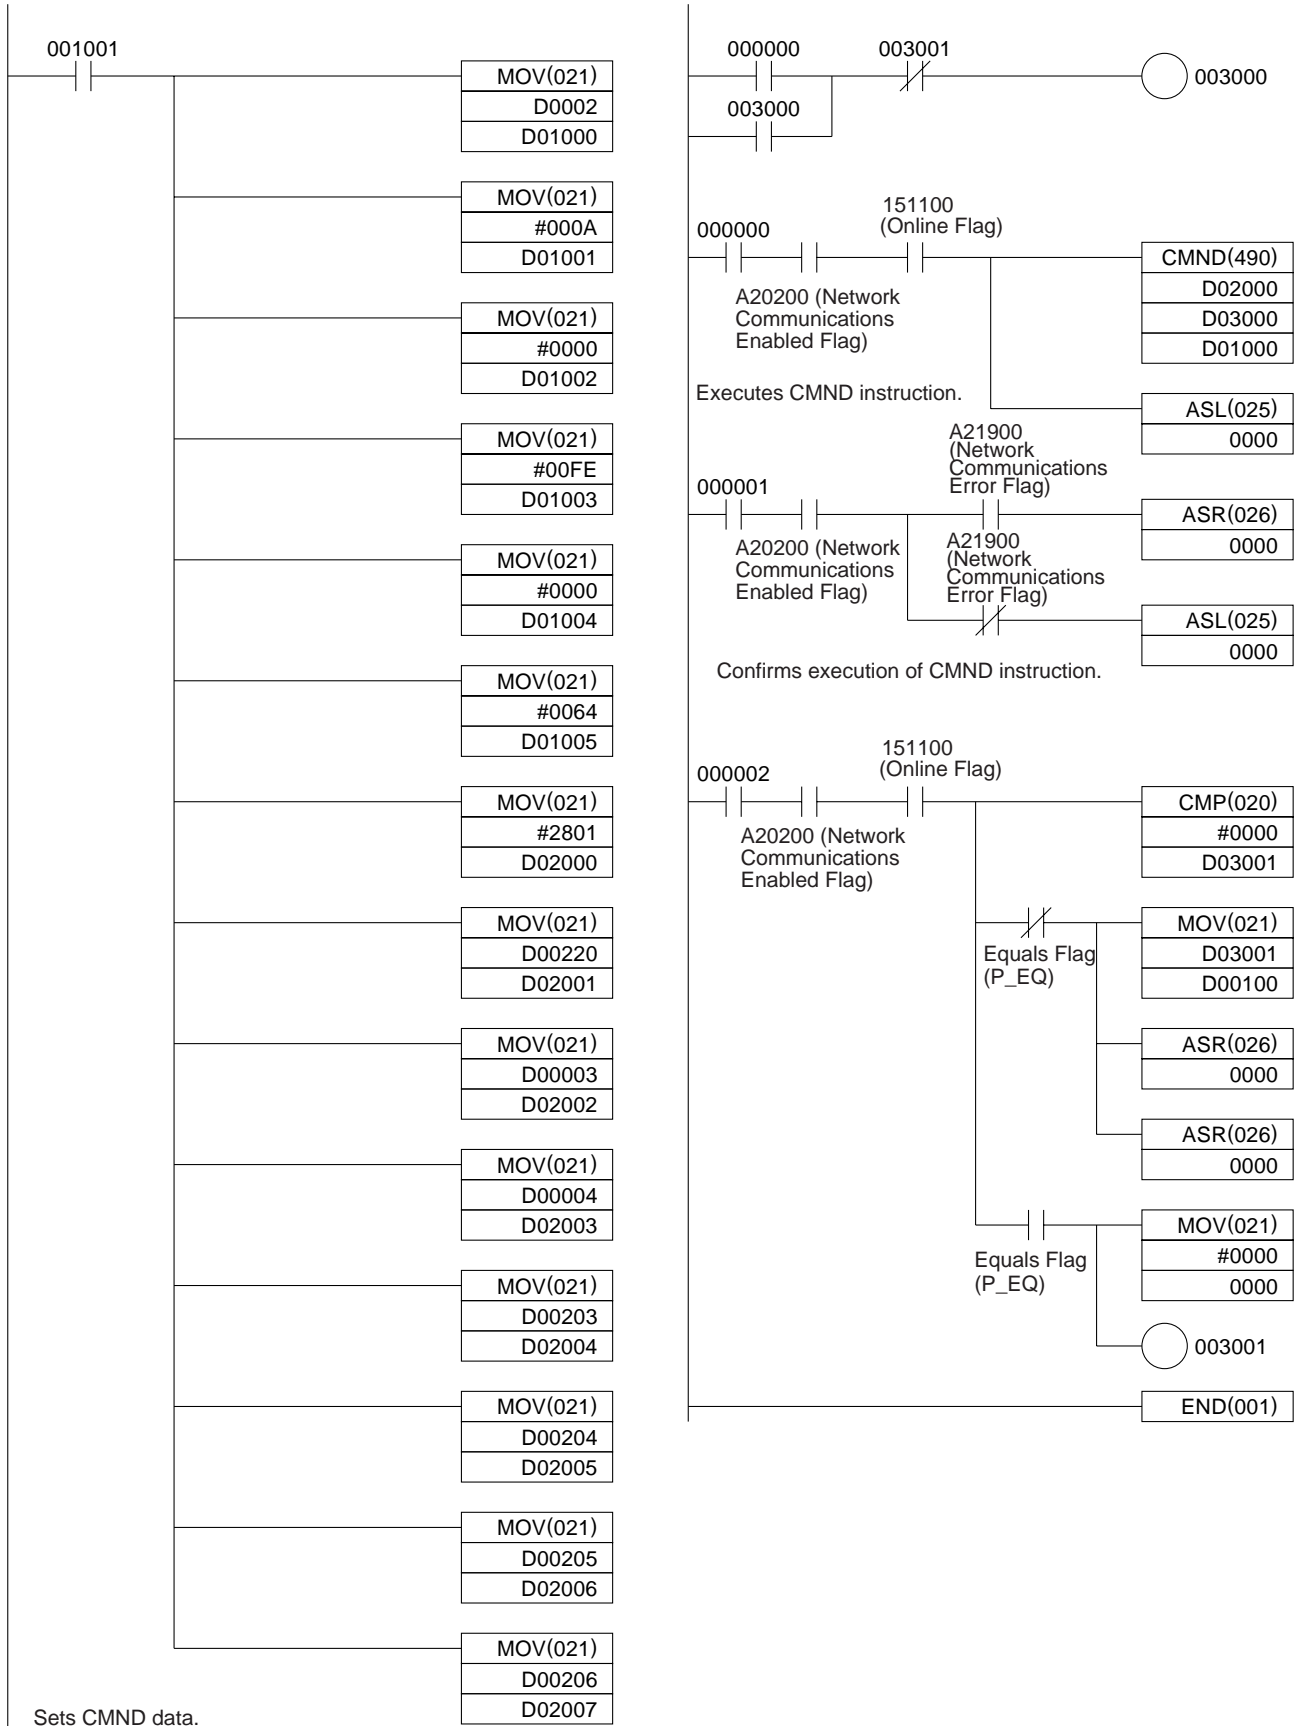 001001
MOV(021)
D0002
D01000
MOV(021)
#000A
D01001
MOV(021)
#0000
D01002
MOV(021)
#00FE
D01003
MOV(021)
#0000
D01004
MOV(021)
#0064
D01005
MOV(021)
#2801
D02000
MOV(021)
D00220
D02001
MOV(021)
D00003
D02002
MOV(021)
D00004
D02003
MOV(021)
D00203
D02004
MOV(021)
D00204
D02005
MOV(021)
D00205
D02006
MOV(021)
D00206
D02007
Sets CMND data.
000000
003001
003000
003000
000000
151100
(Online Flag)
A20200 (Network
Communications
Enabled Flag)
CMND(490)
D02000
D03000
D01000
Executes CMND instruction.
ASL(025)
0000
000001
A20200 (Network
Communications
Enabled Flag)
A21900
(Network
Communications
Error Flag)
ASR(026)
0000
A21900
(Network
Communications
Error Flag)
ASL(025)
0000
Confirms execution of CMND instruction.
000002
151100
(Online Flag)
A20200 (Network
Communications
Enabled Flag)
CMP(020)
#0000
D03001
Equals Flag
(P_EQ)
MOV(021)
D03001
D00100
ASR(026)
0000
ASR(026)
0000
Equals Flag
(P_EQ)
MOV(021)
#0000
0000
003001
END(001)